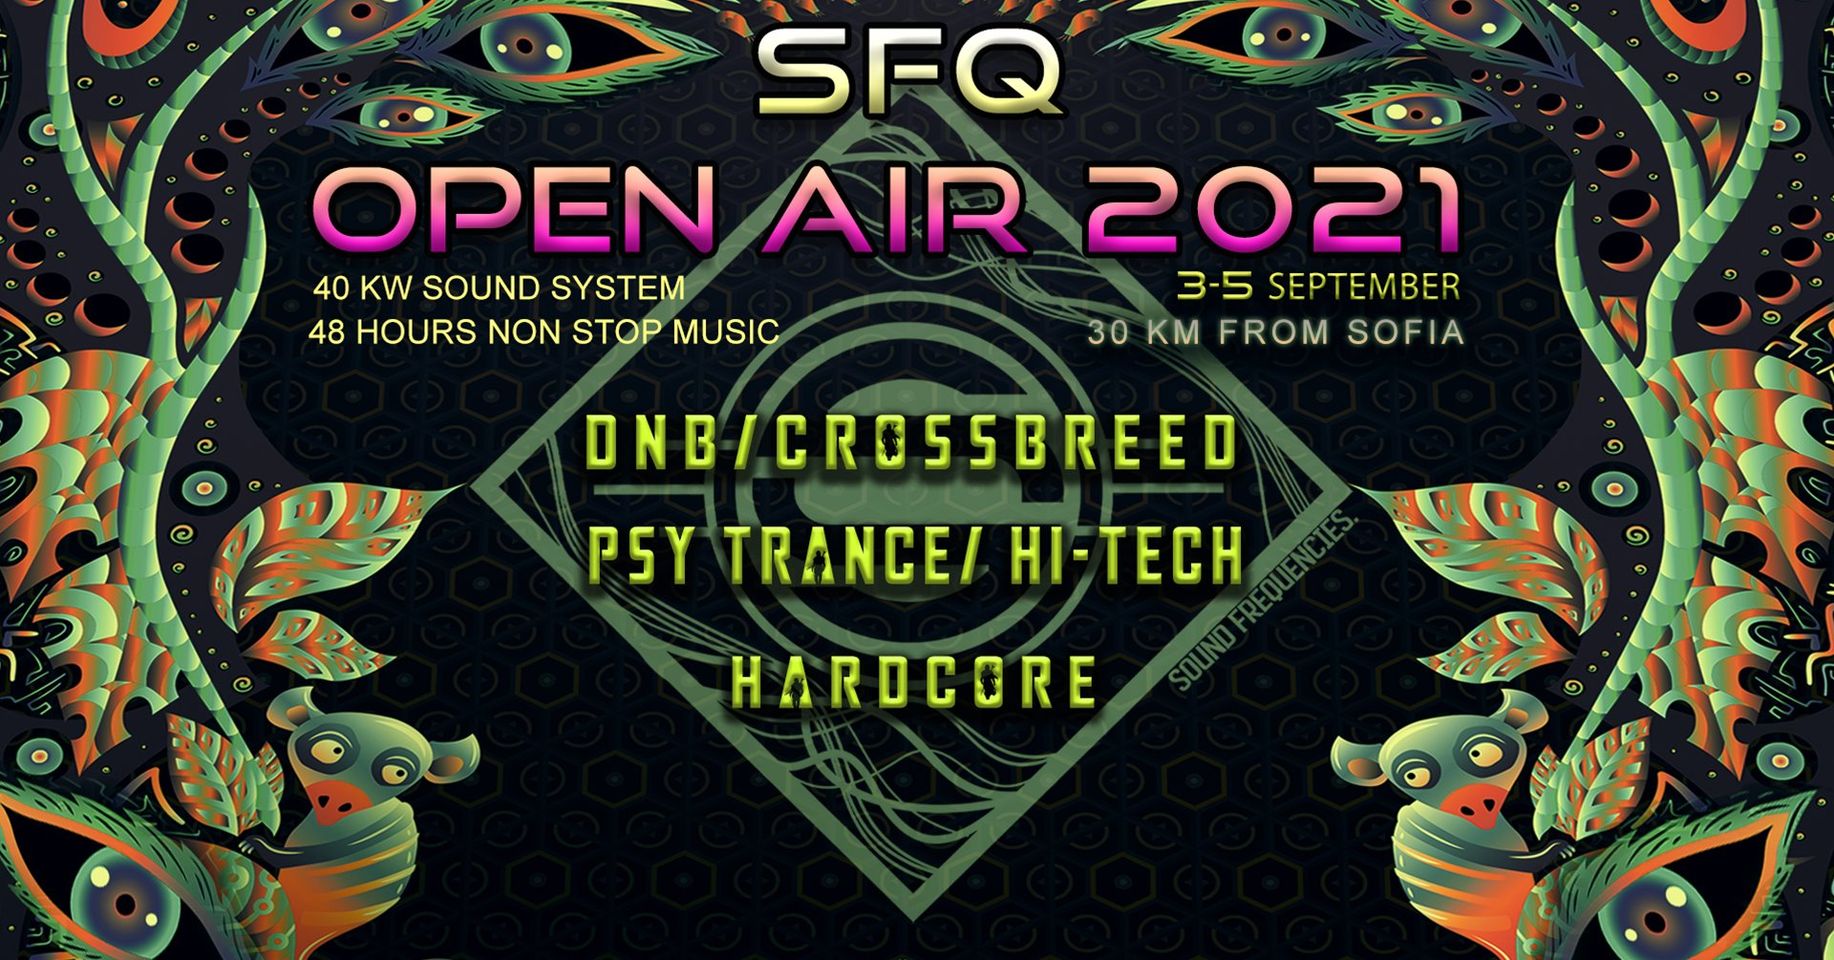 SFQ
OPEN AIR 2021
40 KW SOUND SYSTEM
48 HOURS NON STOP MUSIC
3-5 SEPTEMBER
30 KM FROM SOFIA
DNB/CROSSBREED
PSY TRANCE/ HI-TECH
HARDCORE
SOUND FREQUENCIES.